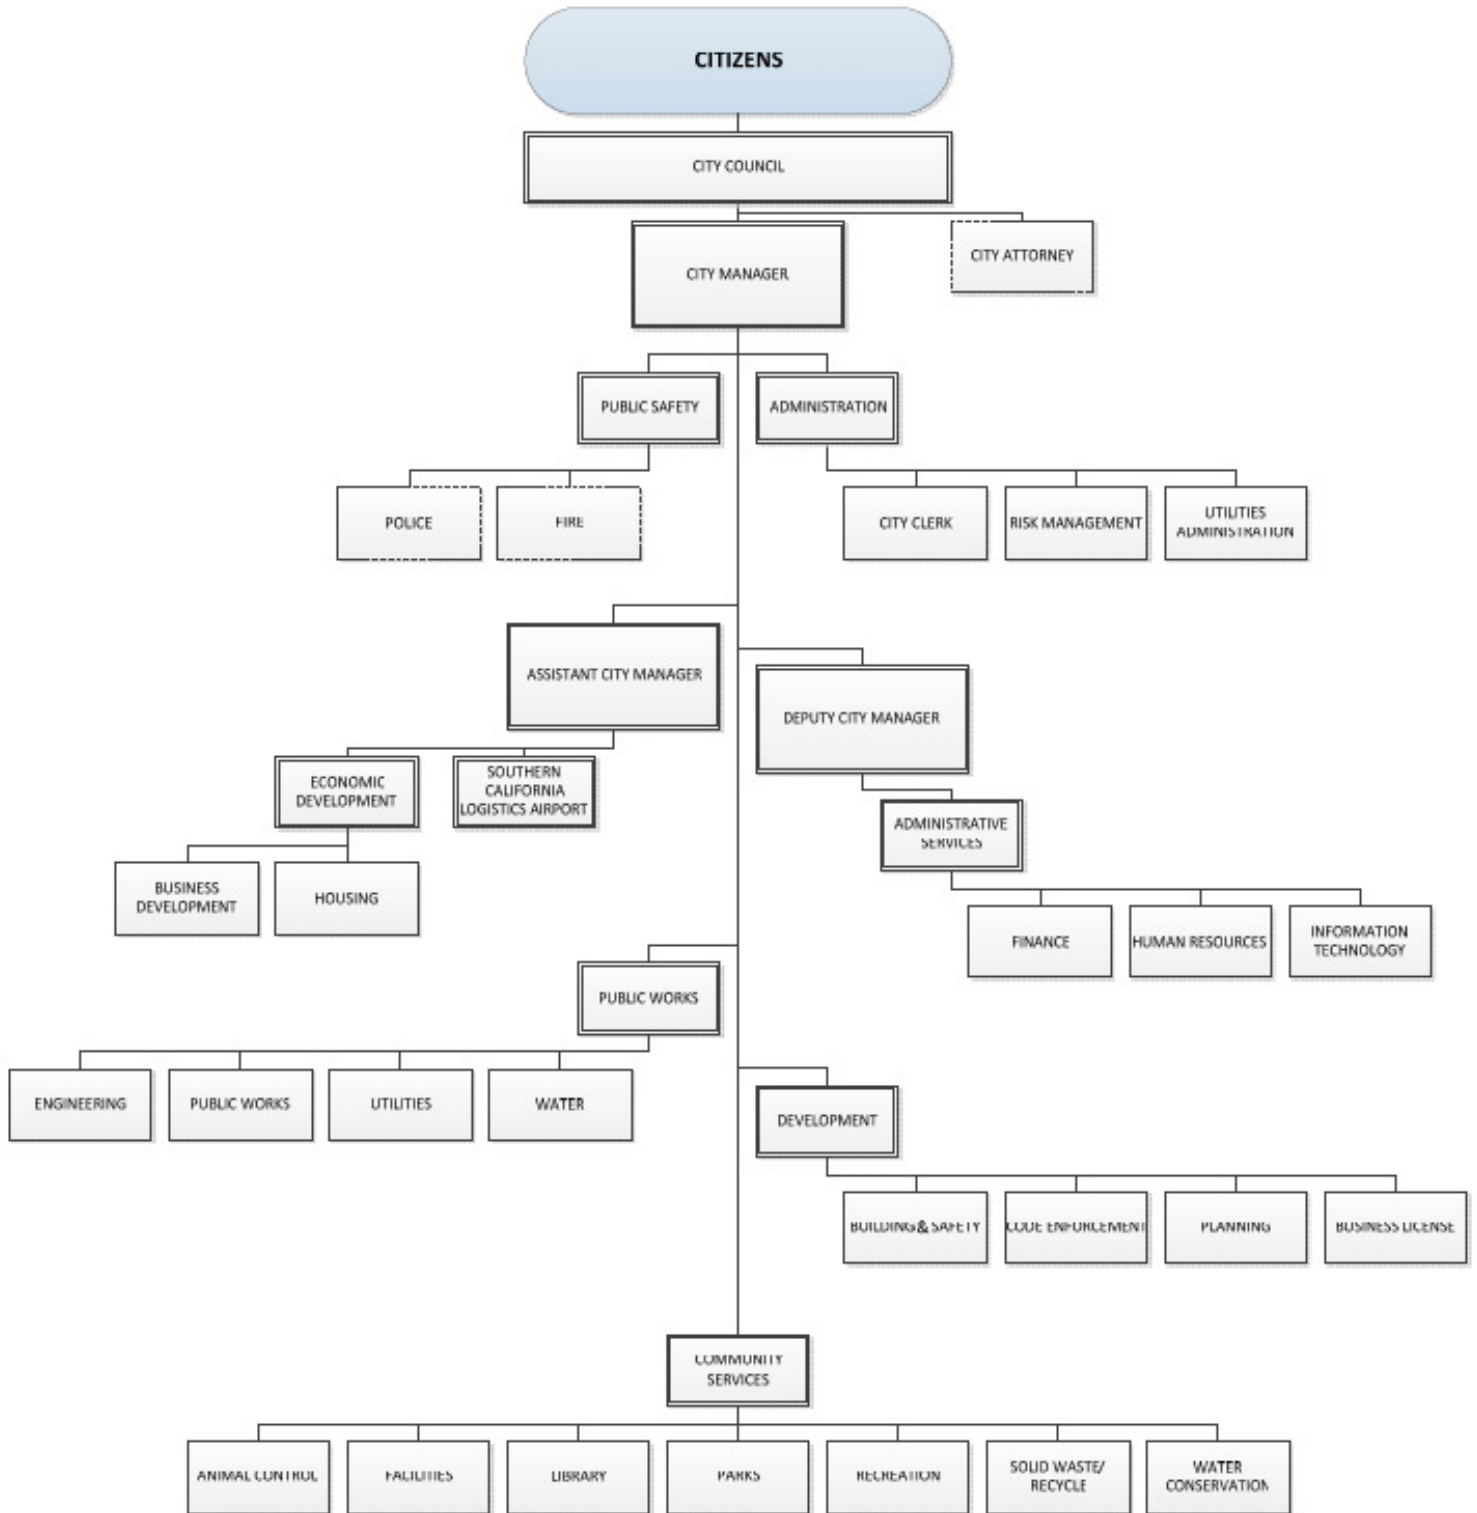 CITIZENS
CITY COUNCIL
CITY MANAGER
CITY ATTORNEY
PUBLIC SAFETY
ADMINISTRATION
POLICE
FIRE
CITY CLERK
RISK MANAGEMENT
UTILITIES
ADMINISTRATION
ASSISTANT CITY MANAGER
DEPUTY CITY MANAGER
ECONOMIC
DEVELOPMENT
SOUTHERN
CALIFORNIA
LOGISTICS AIRPORT
ADMINISTRATIVE
SERVICES
BUSINESS
DEVELOPMENT
HOUSING
FINANCE
HUMAN RESOURCES
INFORMATION
TECHNOLOGY
PUBLIC WORKS
ENGINEERING
PUBLIC WORKS
UTILITIES
WATER
DEVELOPMENT
BUILDING & SAFETY
CODE ENFORCEMENT
PLANNING
BUSINESS LICENSE
COMMUNITY
SERVICES
ANIMAL CONTROL
FACILITIES
LIBRARY
PARKS
RECREATION
SOLID WASTE/
RECYCLE
WATER
CONSERVATION